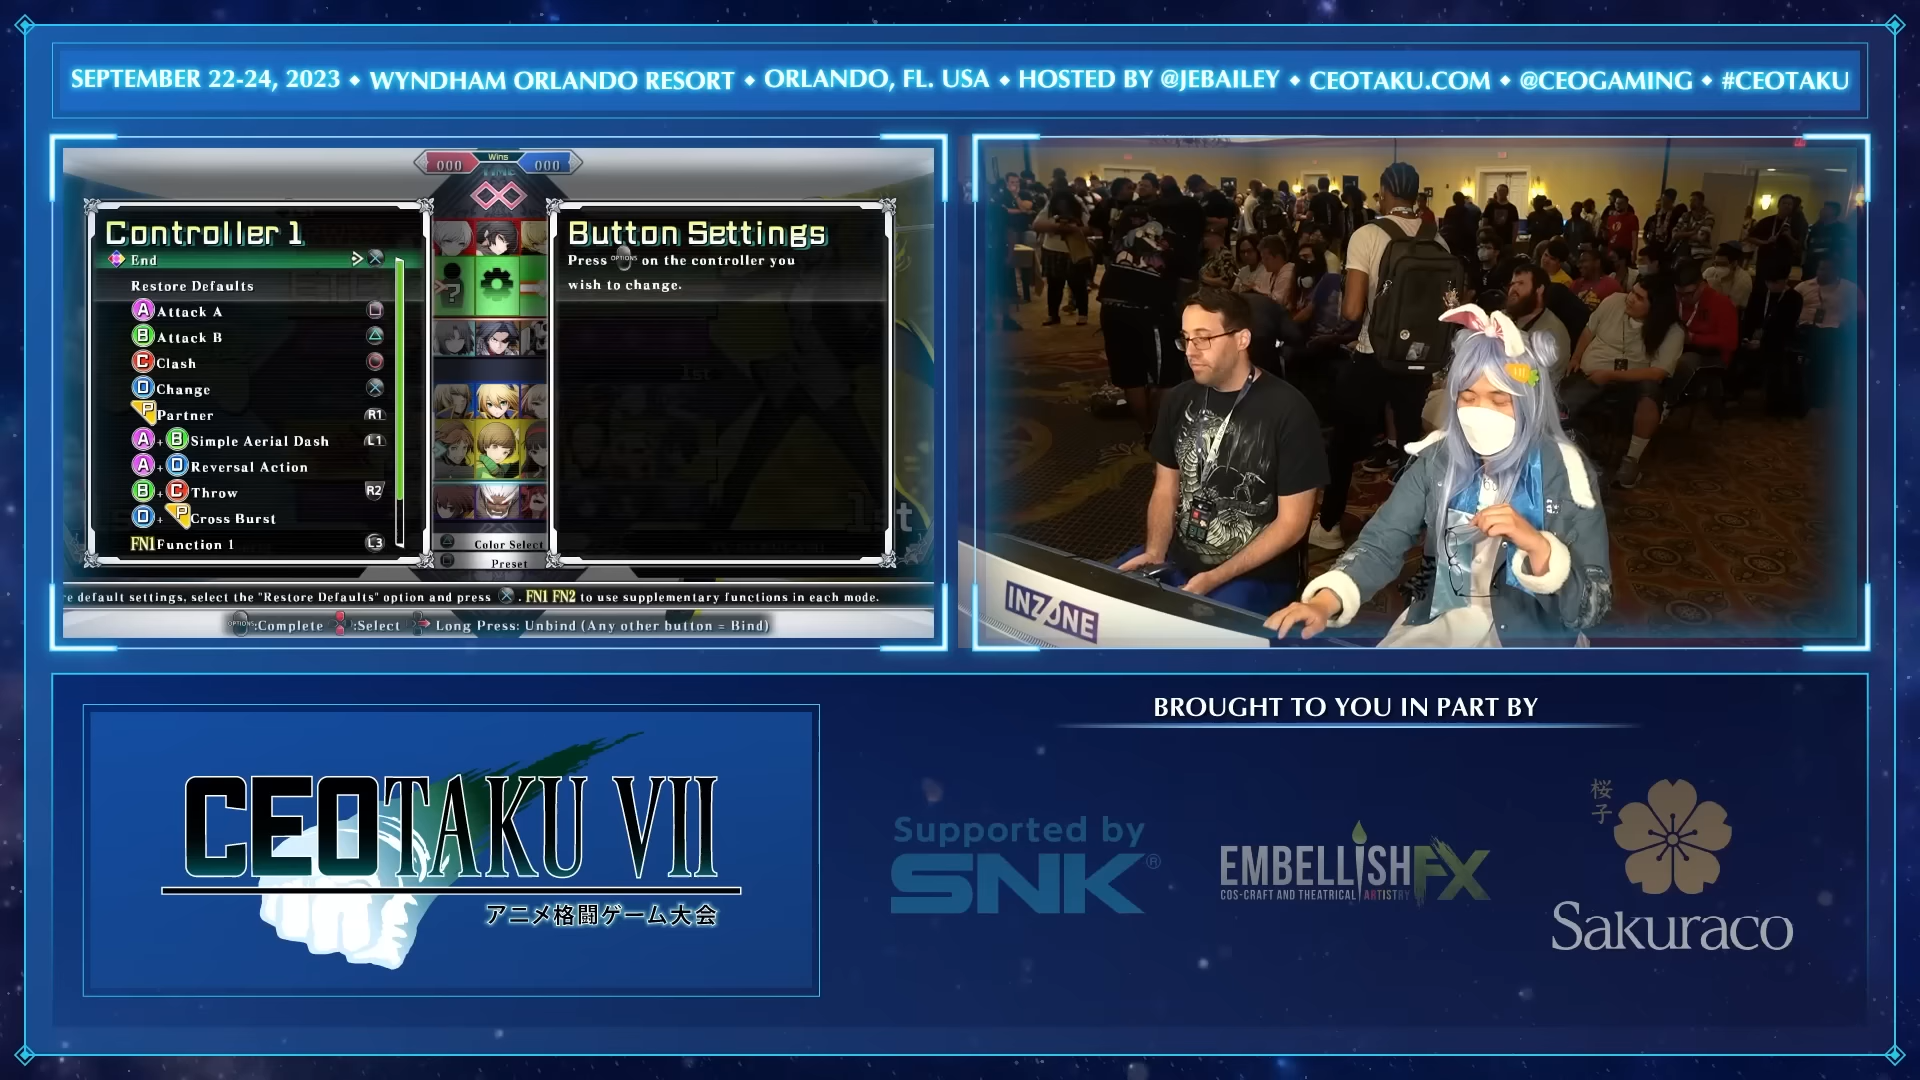 SEPTEMBER 22-24, 2023 ◆ WYNDHAM ORLANDO RESORT ◆ ORLANDO, FL. USA ◆ HOSTED BY @JEBAILEY ◆ CEOTAKU.COM ◆ @CEOGAMING ◆ #CEOTAKU
000 Wins 000
TIME
Controller 1
End
Restore Defaults
A Attack A
B Attack B
C Clash
D Change
P Partner R1
A + B Simple Aerial Dash L1
A + D Reversal Action
B + C Throw R2
D + P Cross Burst
FN1 Function 1 L3
Color Select
Preset
Button Settings
Press OPTIONS on the controller you
wish to change.
1st
1st
re default settings, select the "Restore Defaults" option and press . FN1 FN2 to use supplementary functions in each mode.
OPTIONS :Complete :Select Long Press: Unbind (Any other button = Bind)
INZONE
CEOTAKU VII
アニメ格闘ゲーム大会
BROUGHT TO YOU IN PART BY
Supported by
SNK®
EMBELLISHFX
COS-CRAFT AND THEATRICAL ARTISTRY
桜子
Sakuraco